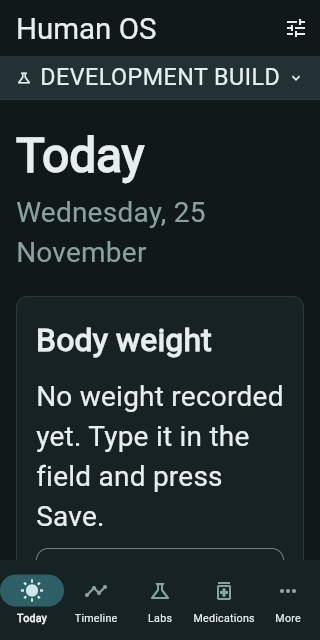 Human OS
DEVELOPMENT BUILD
Today
Wednesday, 25
November
Body weight
No weight recorded
yet. Type it in the
field and press
Save.
Today
Timeline
Labs
Medications
More